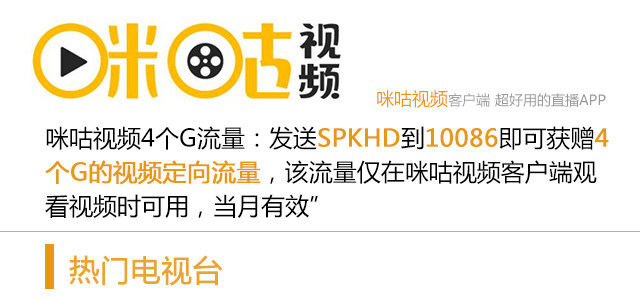 咪咕视频
咪咕视频客户端 超好用的直播APP
咪咕视频4个G流量：发送SPKHD到10086即可获赠4
个G的视频定向流量，该流量仅在咪咕视频客户端观
看视频时可用，当月有效”
热门电视台